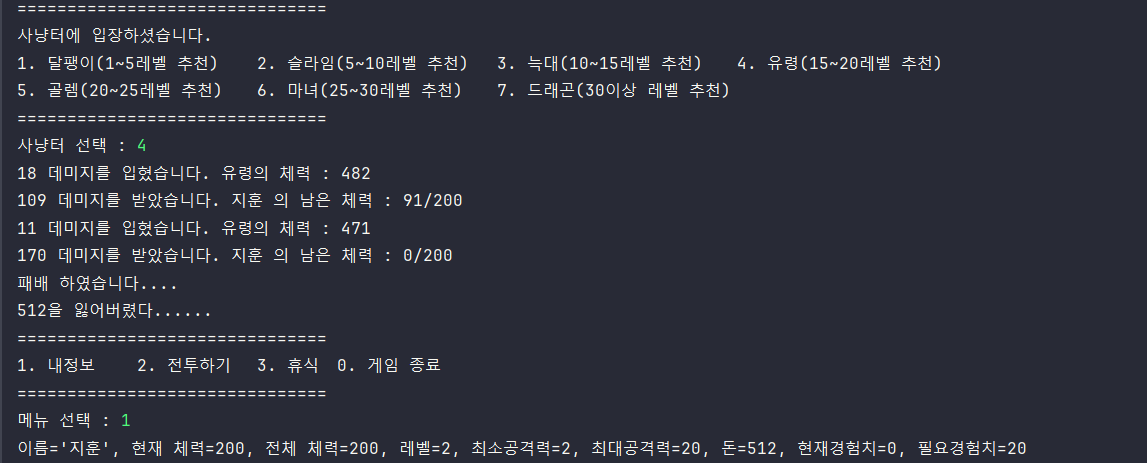 ===============================
사냥터에 입장하셨습니다.
1. 달팽이(1~5레벨 추천)    2. 슬라임(5~10레벨 추천)   3. 늑대(10~15레벨 추천)    4. 유령(15~20레벨 추천)
5. 골렘(20~25레벨 추천)    6. 마녀(25~30레벨 추천)    7. 드래곤(30이상 레벨 추천)
===============================
사냥터 선택 : 4
18 데미지를 입혔습니다. 유령의 체력 : 482
109 데미지를 받았습니다. 지훈 의 남은 체력 : 91/200
11 데미지를 입혔습니다. 유령의 체력 : 471
170 데미지를 받았습니다. 지훈 의 남은 체력 : 0/200
패배 하였습니다....
512을 잃어버렸다......
===============================
1. 내정보     2. 전투하기   3. 휴식  0. 게임 종료
===============================
메뉴 선택 : 1
이름='지훈', 현재 체력=200, 전체 체력=200, 레벨=2, 최소공격력=2, 최대공격력=20, 돈=512, 현재경험치=0, 필요경험치=20